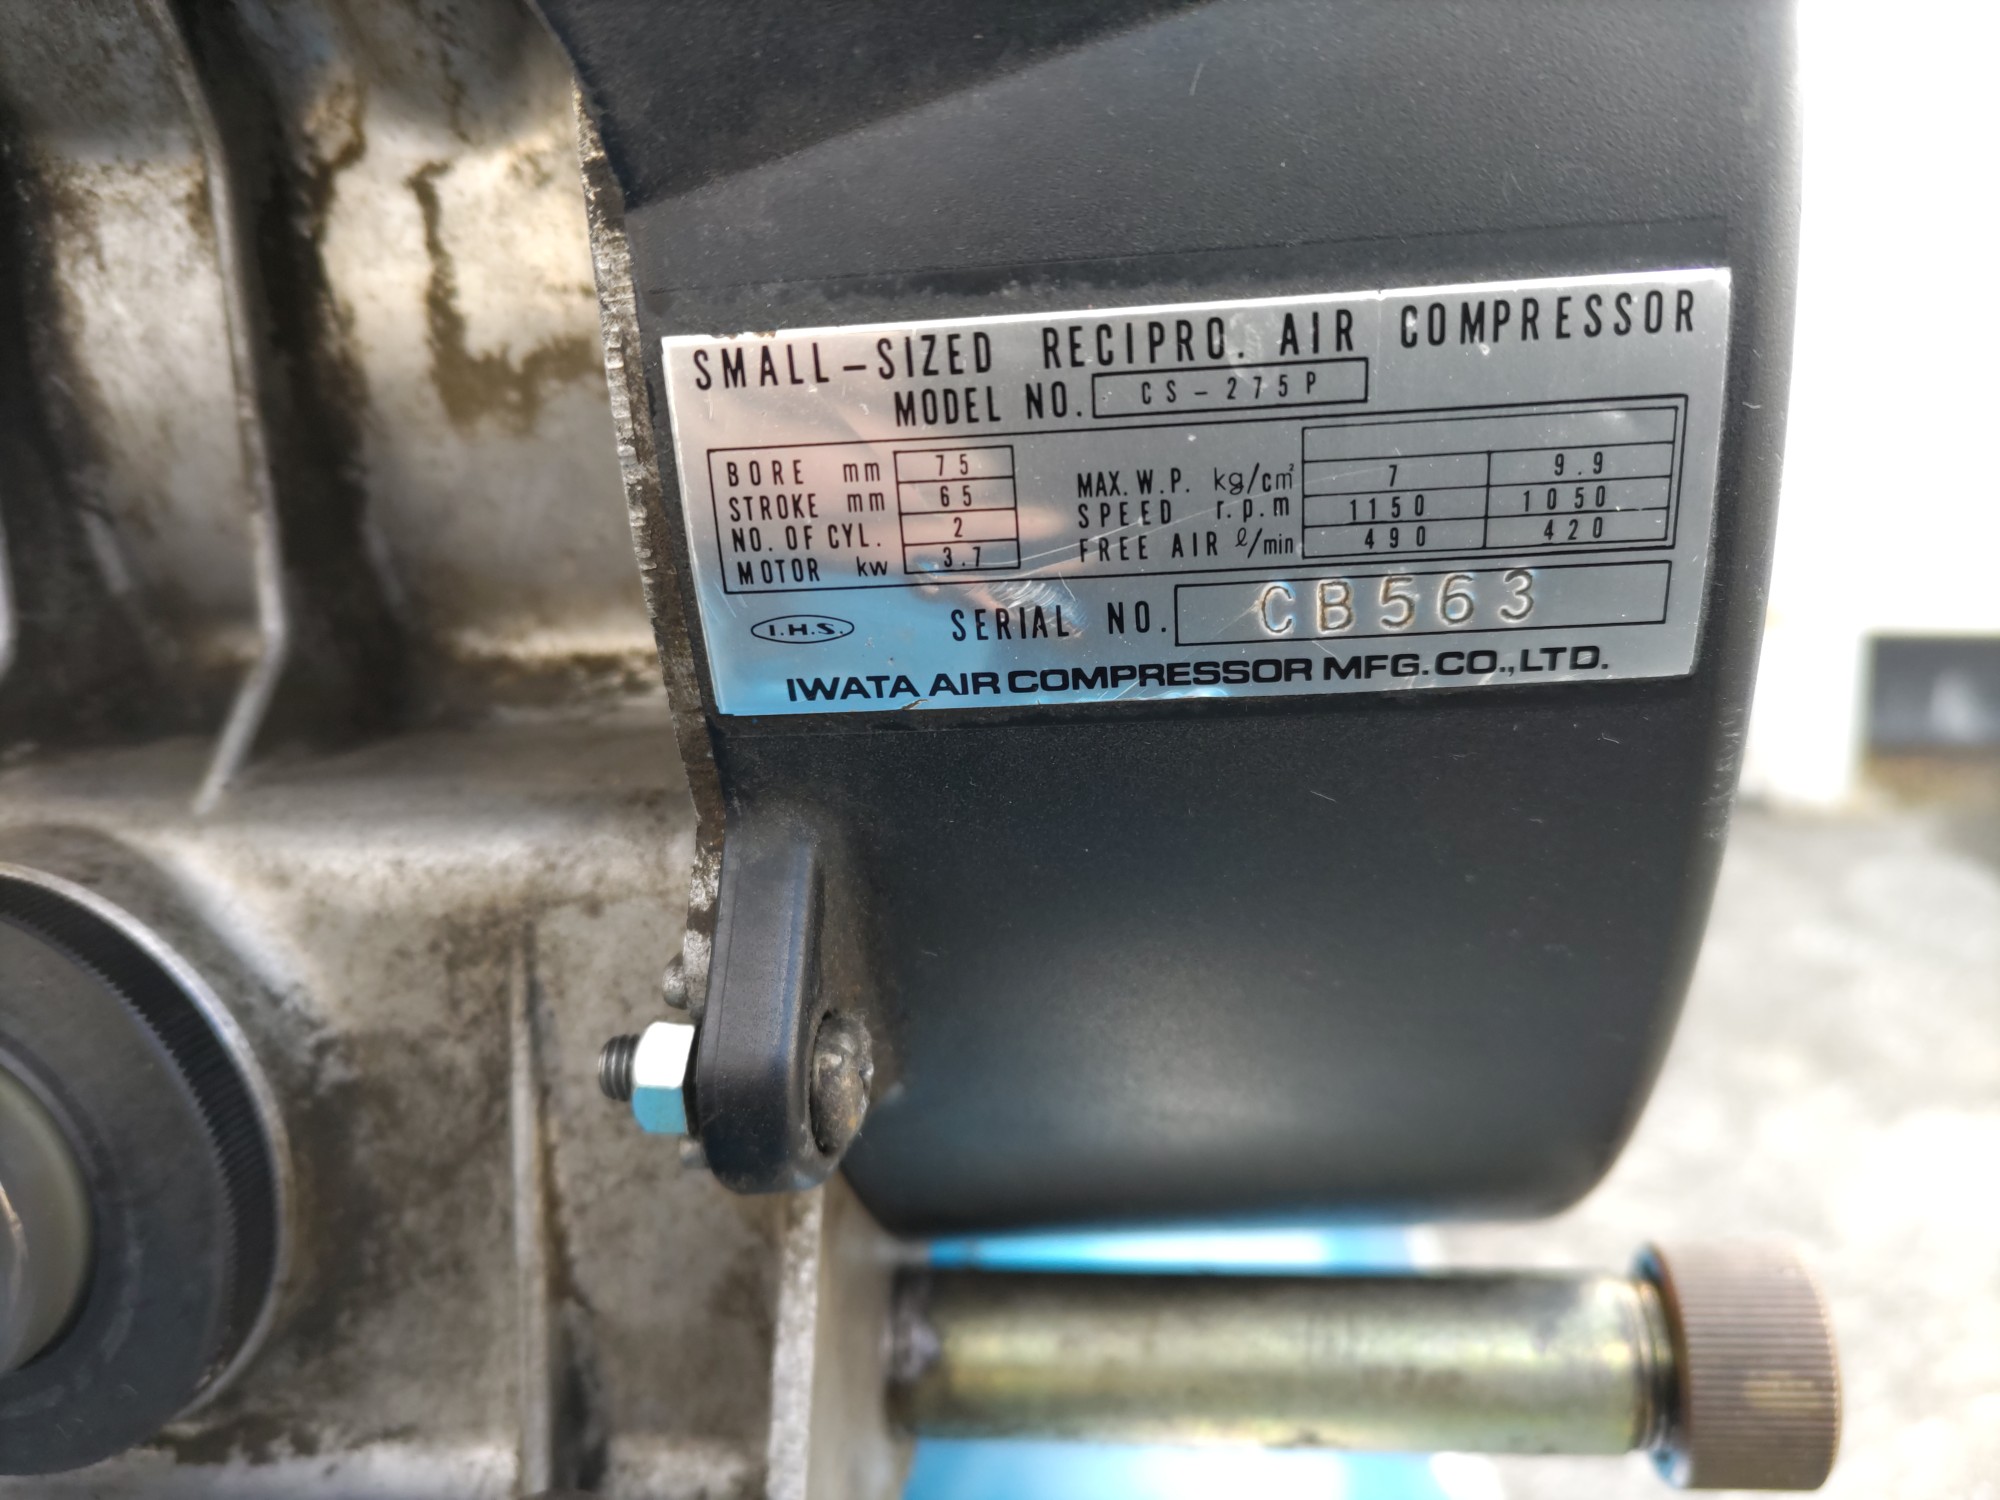 SMALL-SIZED RECIPRO. AIR COMPRESSOR
MODEL NO. CS-275P
BORE mm 75
STROKE mm 65
NO. OF CYL. 2
MOTOR kw 3.7
MAX. W.P. kg/cm² 7 9.9
SPEED r.p.m 1150 1050
FREE AIR ℓ/min 490 420
I.H.S. SERIAL NO. CB563
IWATA AIR COMPRESSOR MFG. CO., LTD.